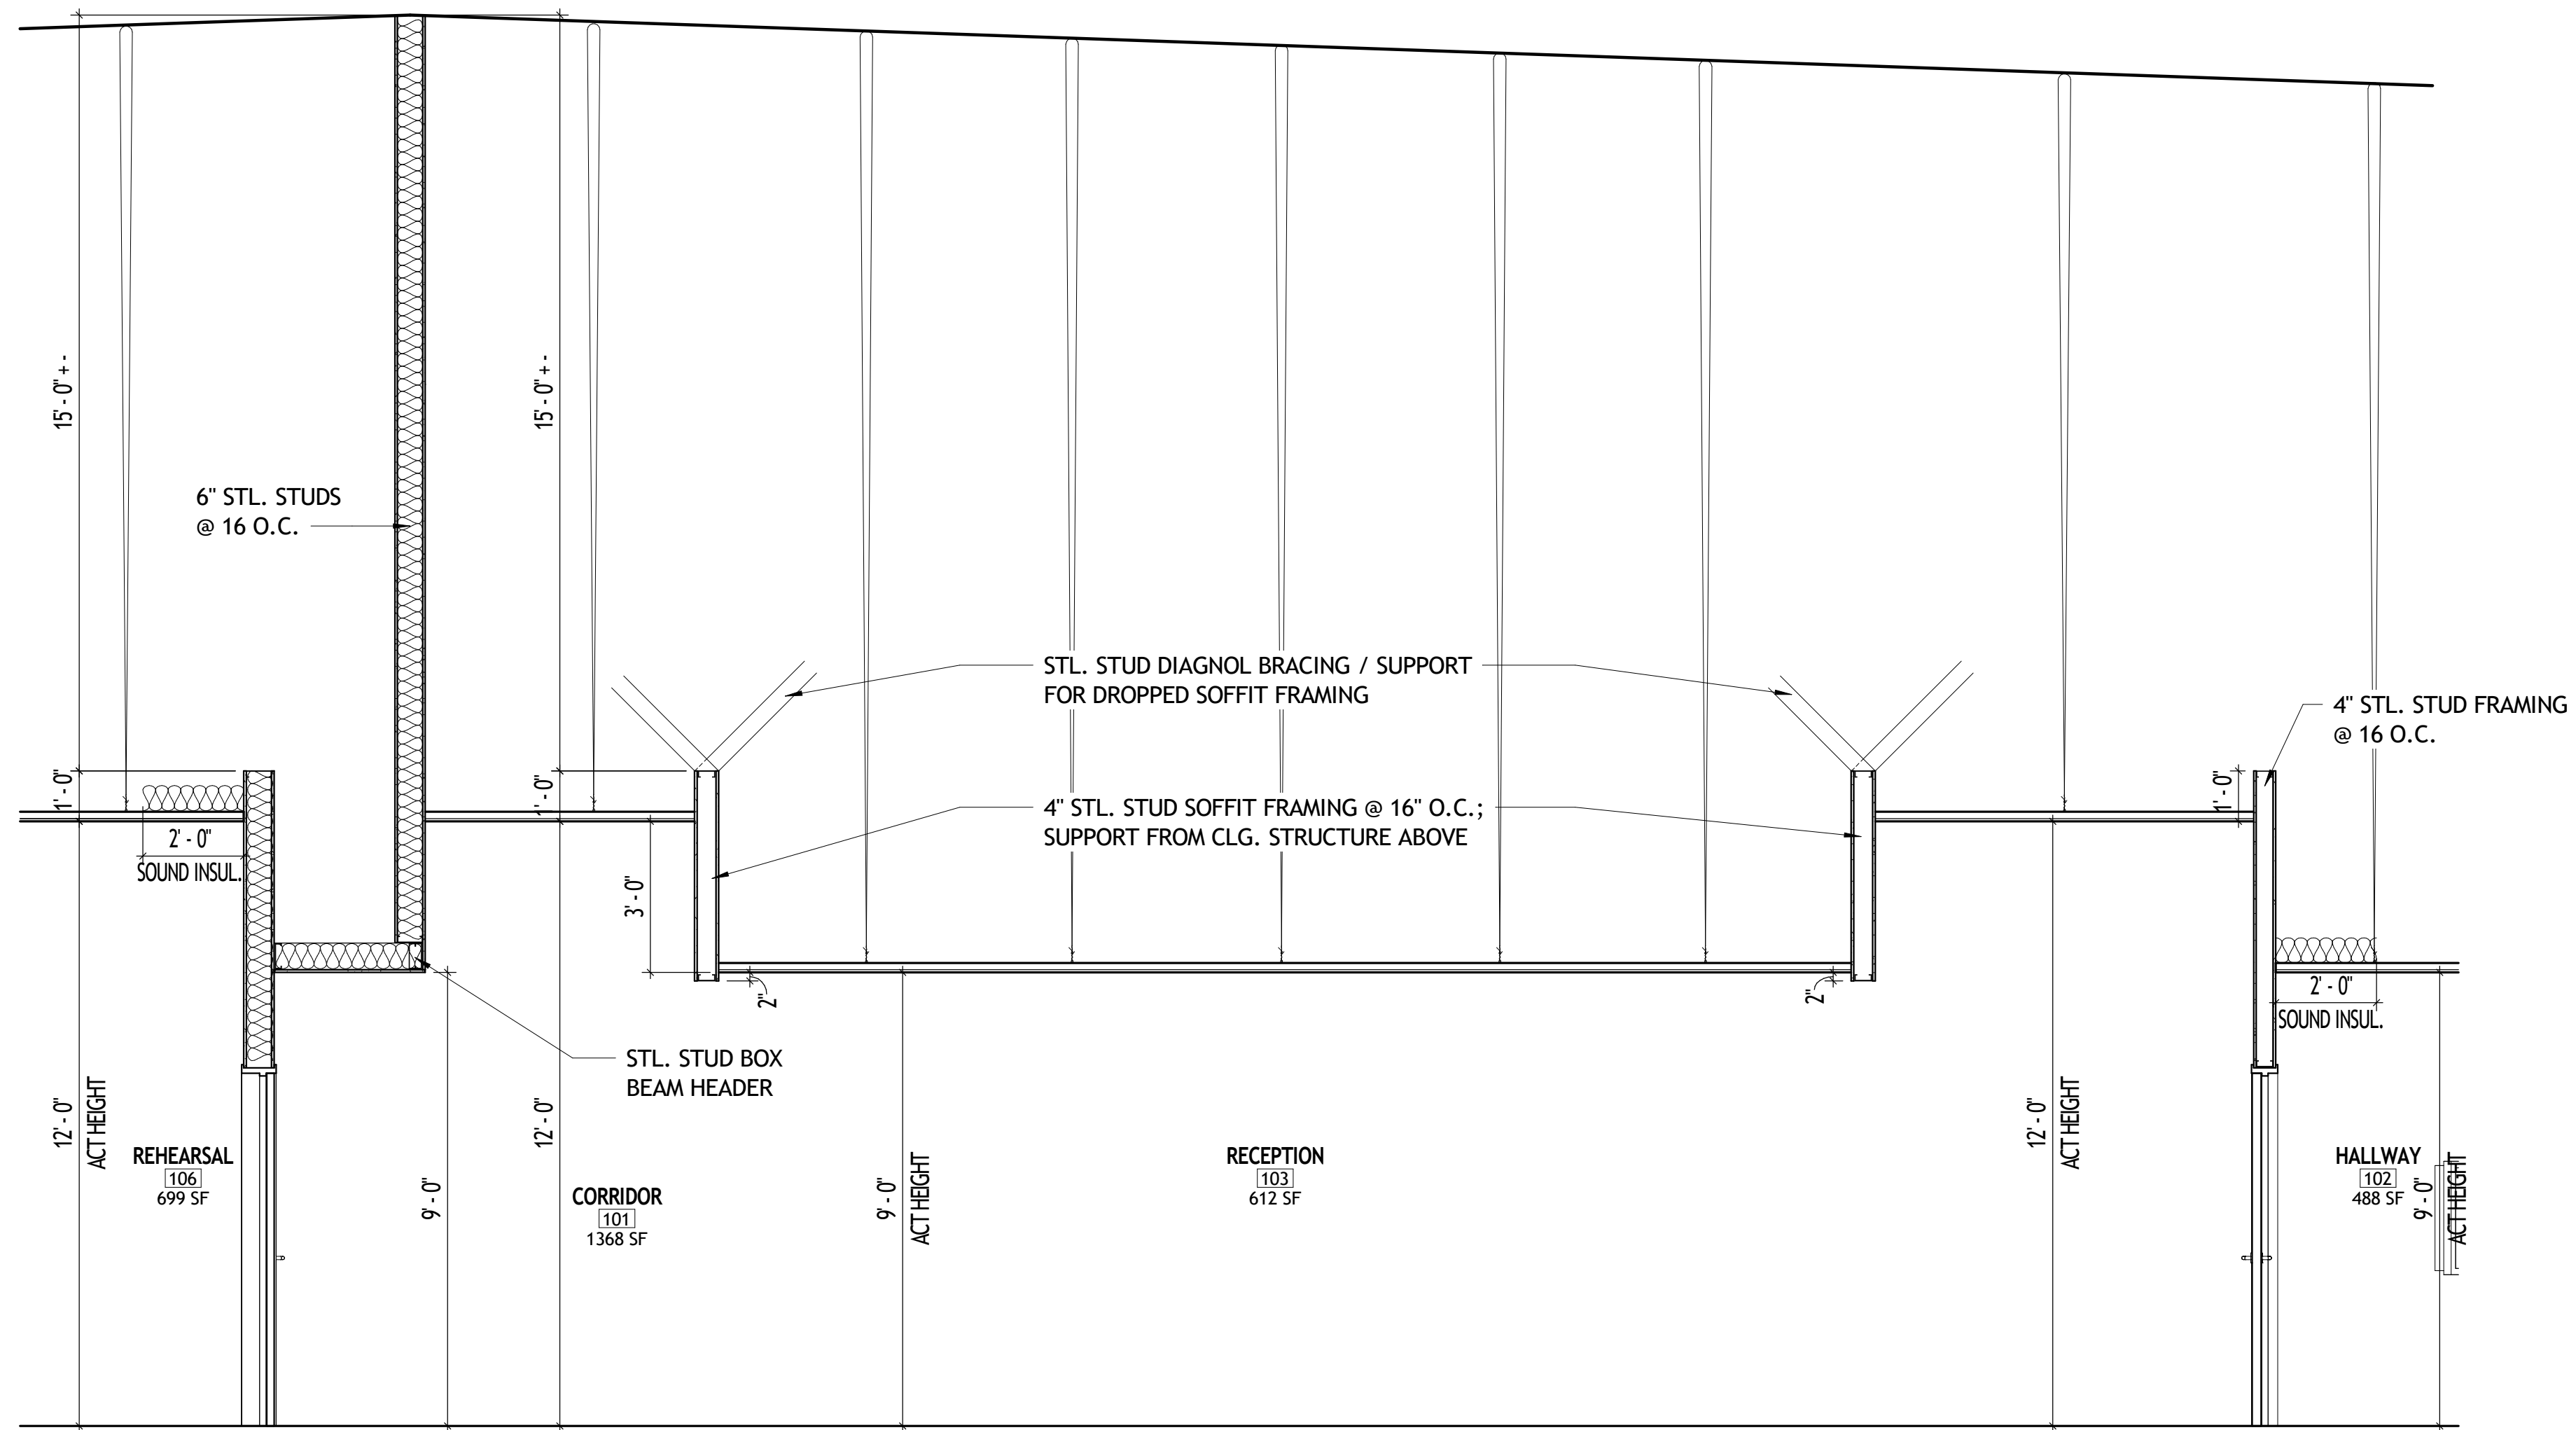 15' - 0" + -
15' - 0" + -
6" STL. STUDS
@ 16 O.C.
STL. STUD DIAGNOL BRACING / SUPPORT
FOR DROPPED SOFFIT FRAMING
4" STL. STUD FRAMING
@ 16 O.C.
1' - 0"
1' - 0"
1' - 0"
4" STL. STUD SOFFIT FRAMING @ 16" O.C.;
SUPPORT FROM CLG. STRUCTURE ABOVE
2' - 0"
SOUND INSUL.
3' - 0"
2"
2"
2' - 0"
SOUND INSUL.
STL. STUD BOX
BEAM HEADER
12' - 0"
ACT HEIGHT
REHEARSAL
106
699 SF
9' - 0"
12' - 0"
CORRIDOR
101
1368 SF
9' - 0"
ACT HEIGHT
RECEPTION
103
612 SF
12' - 0"
ACT HEIGHT
HALLWAY
102
488 SF
9' - 0"
ACT HEIGHT